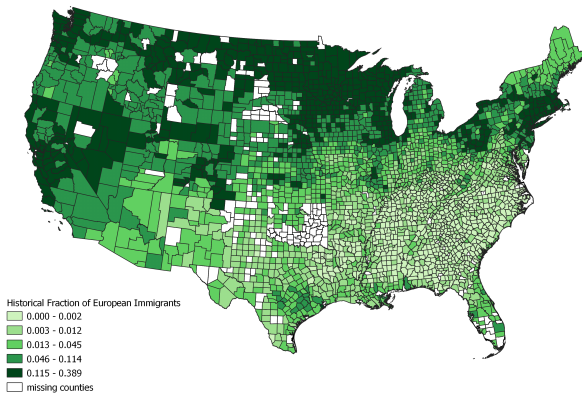 Historical Fraction of European Immigrants
0.000 - 0.002
0.003 - 0.012
0.013 - 0.045
0.046 - 0.114
0.115 - 0.389
missing counties